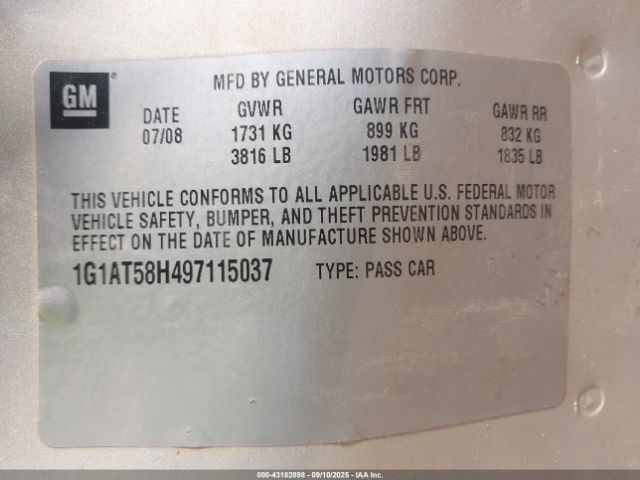 GM
MFD BY GENERAL MOTORS CORP.
DATE GVWR GAWR FRT GAWR RR
07/08 1731 KG 899 KG 832 KG
3816 LB 1981 LB 1835 LB
THIS VEHICLE CONFORMS TO ALL APPLICABLE U.S. FEDERAL MOTOR
VEHICLE SAFETY, BUMPER, AND THEFT PREVENTION STANDARDS IN
EFFECT ON THE DATE OF MANUFACTURE SHOWN ABOVE.
1G1AT58H497115037 TYPE: PASS CAR
000-43182898 - 09/10/2025 - IAA Inc.